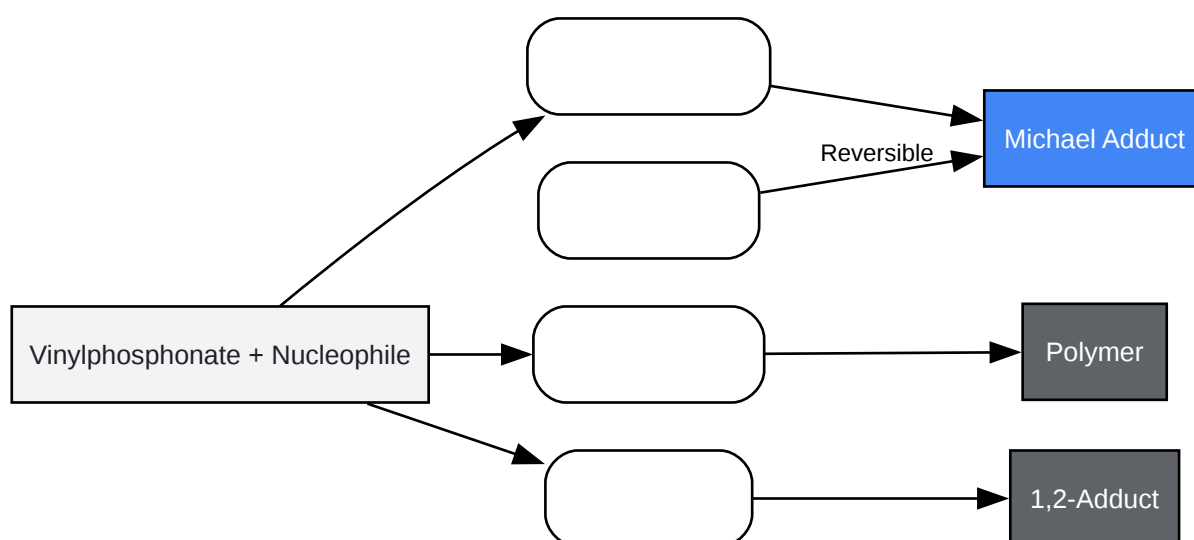 Michael Adduct
Reversible
Vinylphosphonate + Nucleophile
Polymer
1,2-Adduct